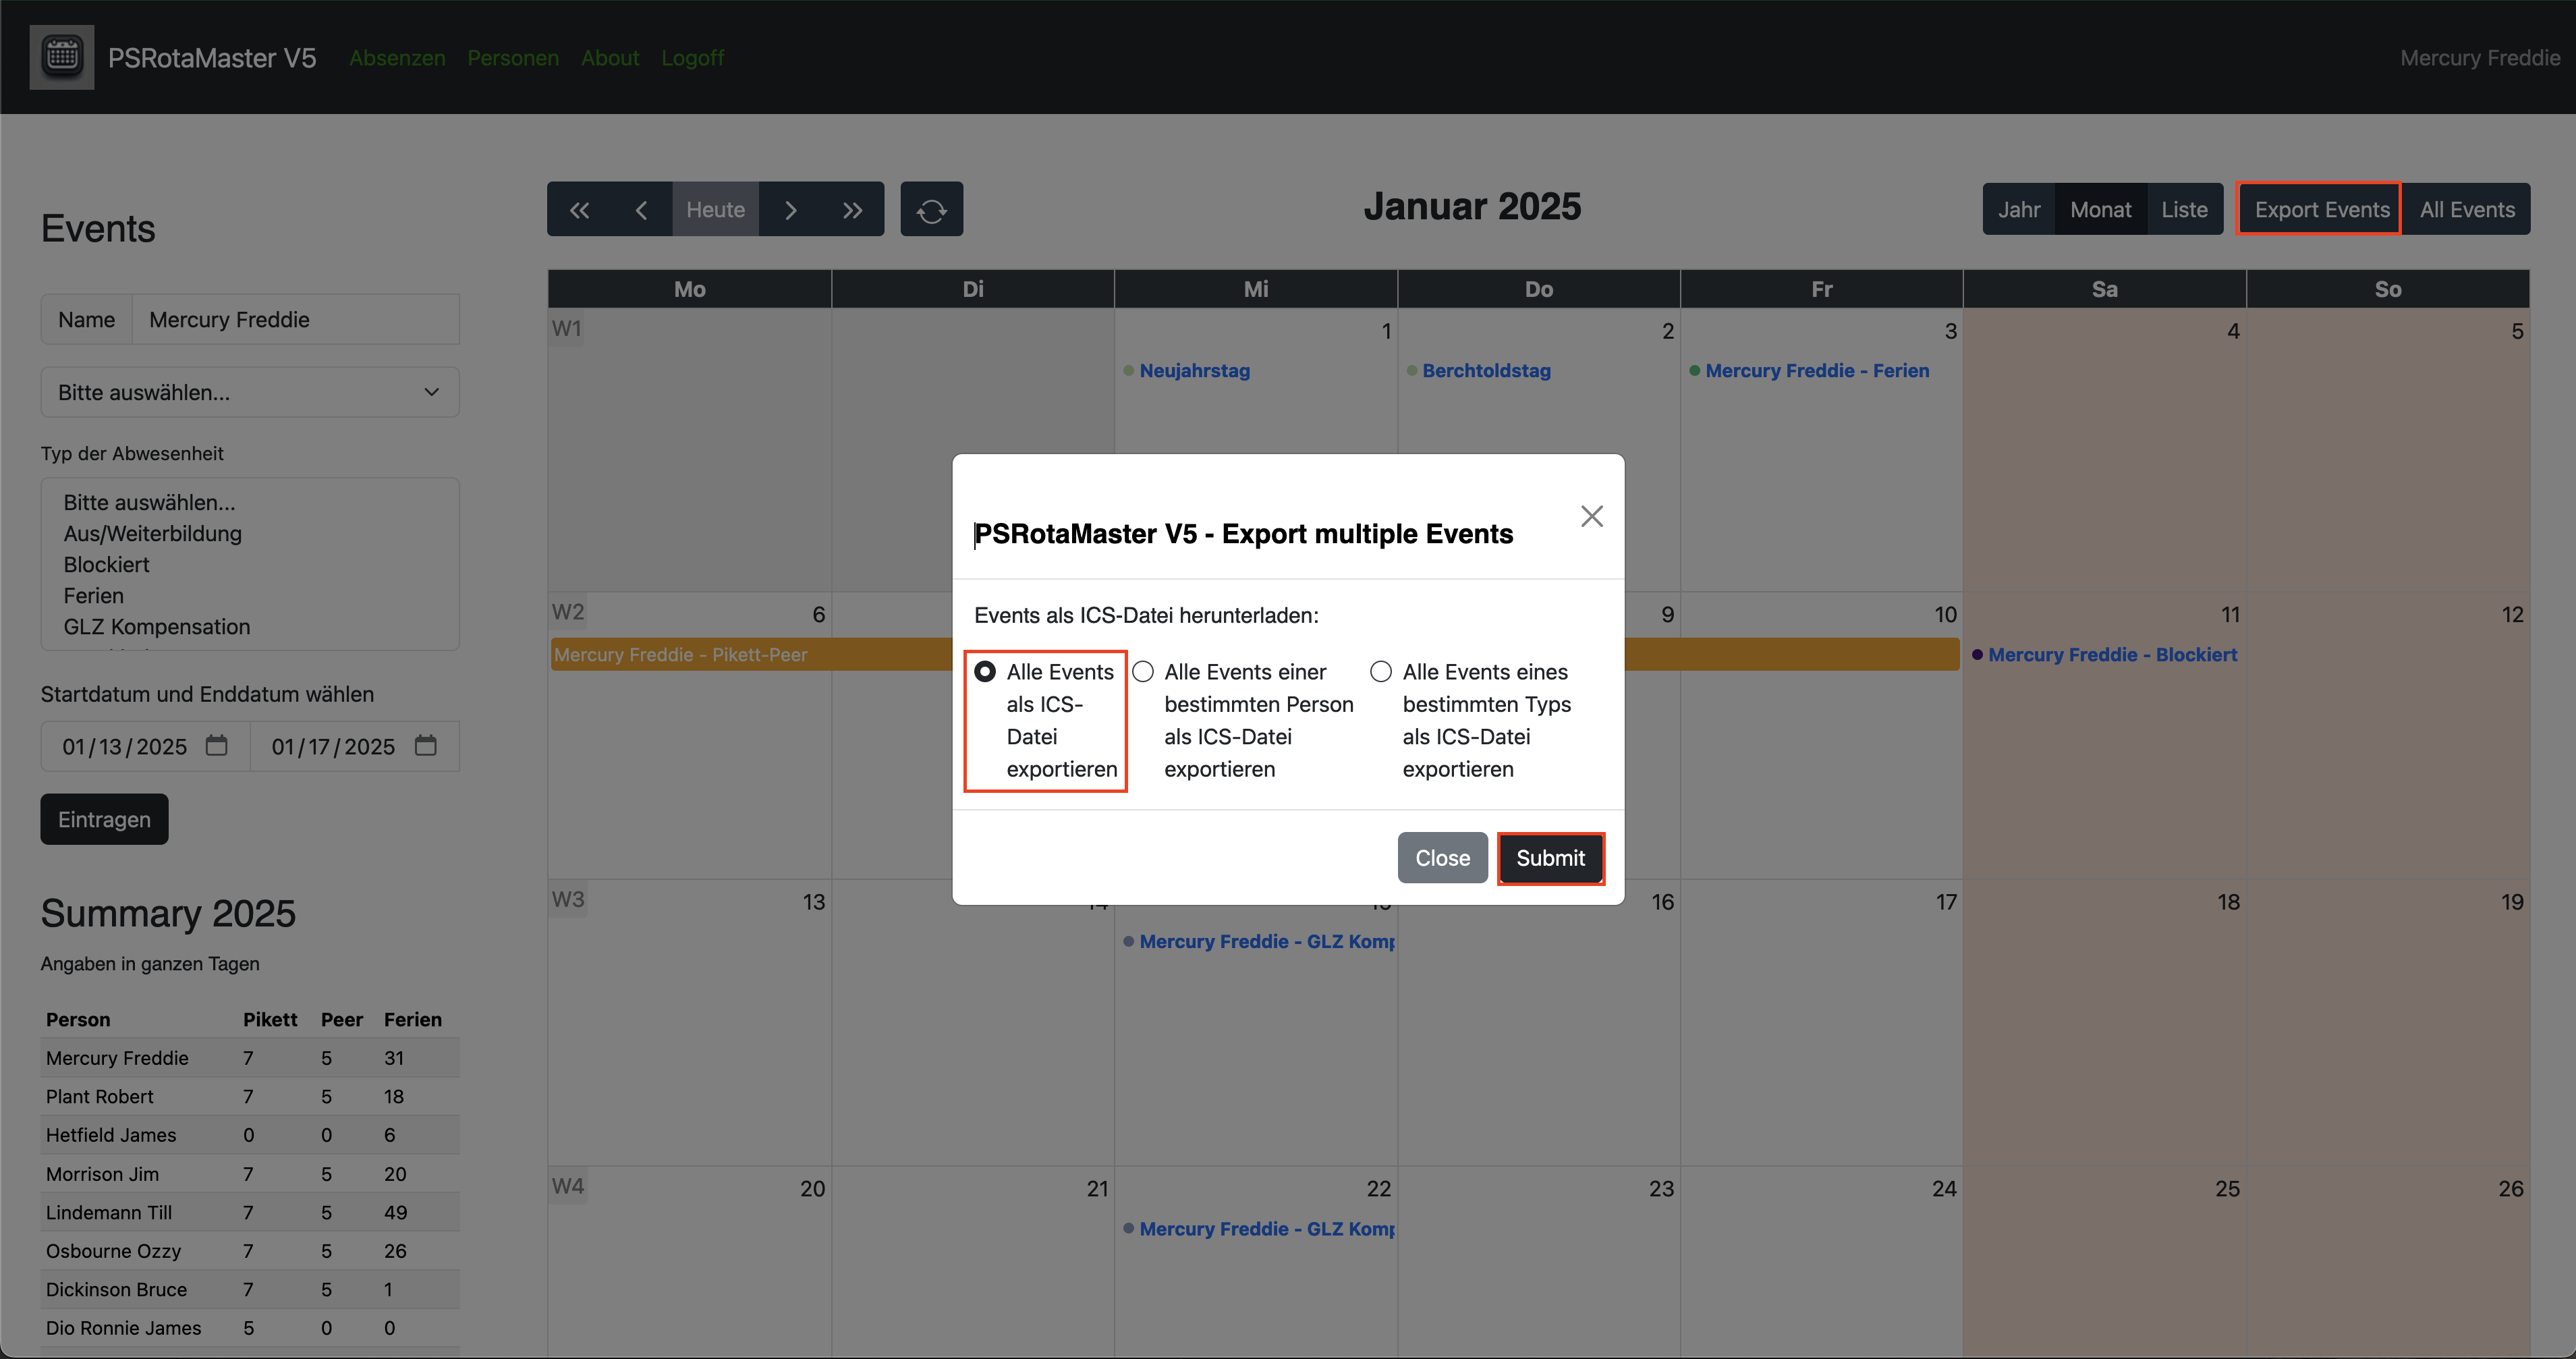 PSRotaMaster V5 Absenzen Personen About Logoff Mercury Freddie
Events
Name Mercury Freddie
Bitte auswählen...
Typ der Abwesenheit
Bitte auswählen...
Aus/Weiterbildung
Blockiert
Ferien
GLZ Kompensation
Startdatum und Enddatum wählen
01/13/2025 01/17/2025
Eintragen
Summary 2025
Angaben in ganzen Tagen
Person Pikett Peer Ferien
Mercury Freddie 7 5 31
Plant Robert 7 5 18
Hetfield James 0 0 6
Morrison Jim 7 5 20
Lindemann Till 7 5 49
Osbourne Ozzy 7 5 26
Dickinson Bruce 7 5 1
Dio Ronnie James 5 0 0
Heute
Januar 2025
Jahr Monat Liste Export Events All Events
Mo Di Mi Do Fr Sa So
W1 1 2 3 4 5
Neujahrstag Berchtoldstag Mercury Freddie - Ferien
W2 6 9 10 11 12
Mercury Freddie - Pikett-Peer Mercury Freddie - Blockiert
W3 13 16 17 18 19
Mercury Freddie - GLZ Komp
W4 20 21 22 23 24 25 26
Mercury Freddie - GLZ Komp
PSRotaMaster V5 - Export multiple Events
Events als ICS-Datei herunterladen:
Alle Events
als ICS-
Datei
exportieren
Alle Events einer
bestimmten Person
als ICS-Datei
exportieren
Alle Events eines
bestimmten Typs
als ICS-Datei
exportieren
Close Submit